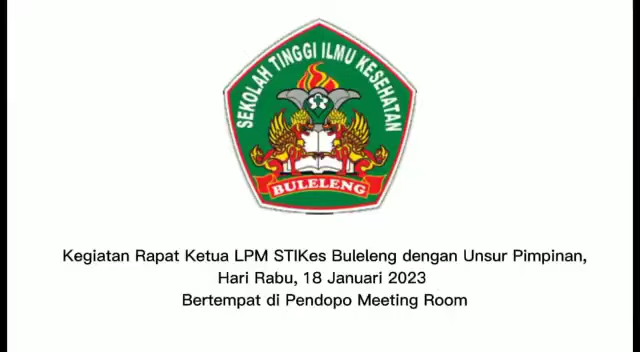 SEKOLAH TINGGI ILMU KESEHATAN
BULELENG
Kegiatan Rapat Ketua LPM STIKes Buleleng dengan Unsur Pimpinan,
Hari Rabu, 18 Januari 2023
Bertempat di Pendopo Meeting Room